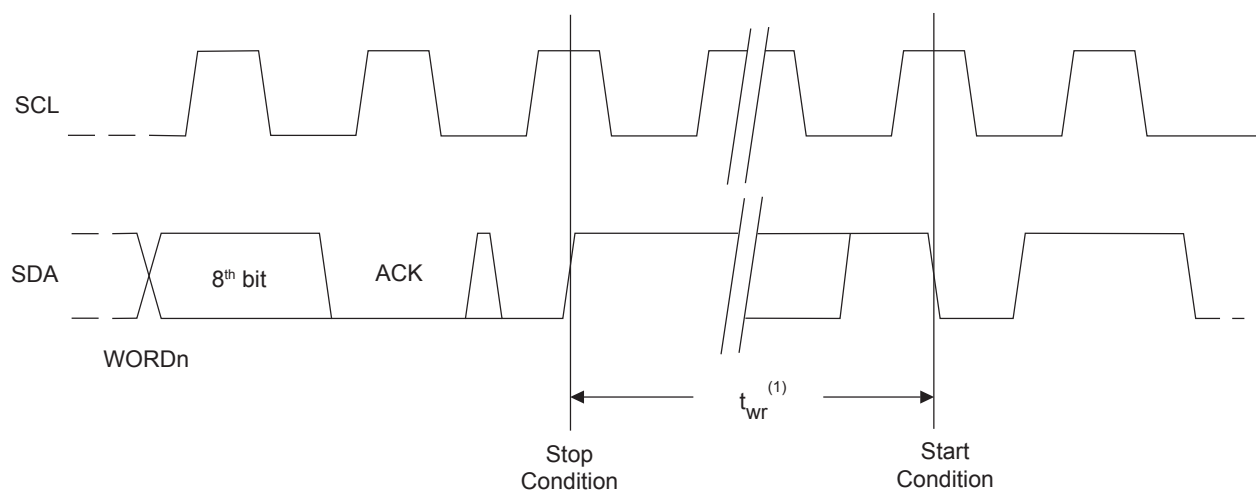 SCL
SDA
8th bit
ACK
WORDn
twr(1)
Stop
Condition
Start
Condition